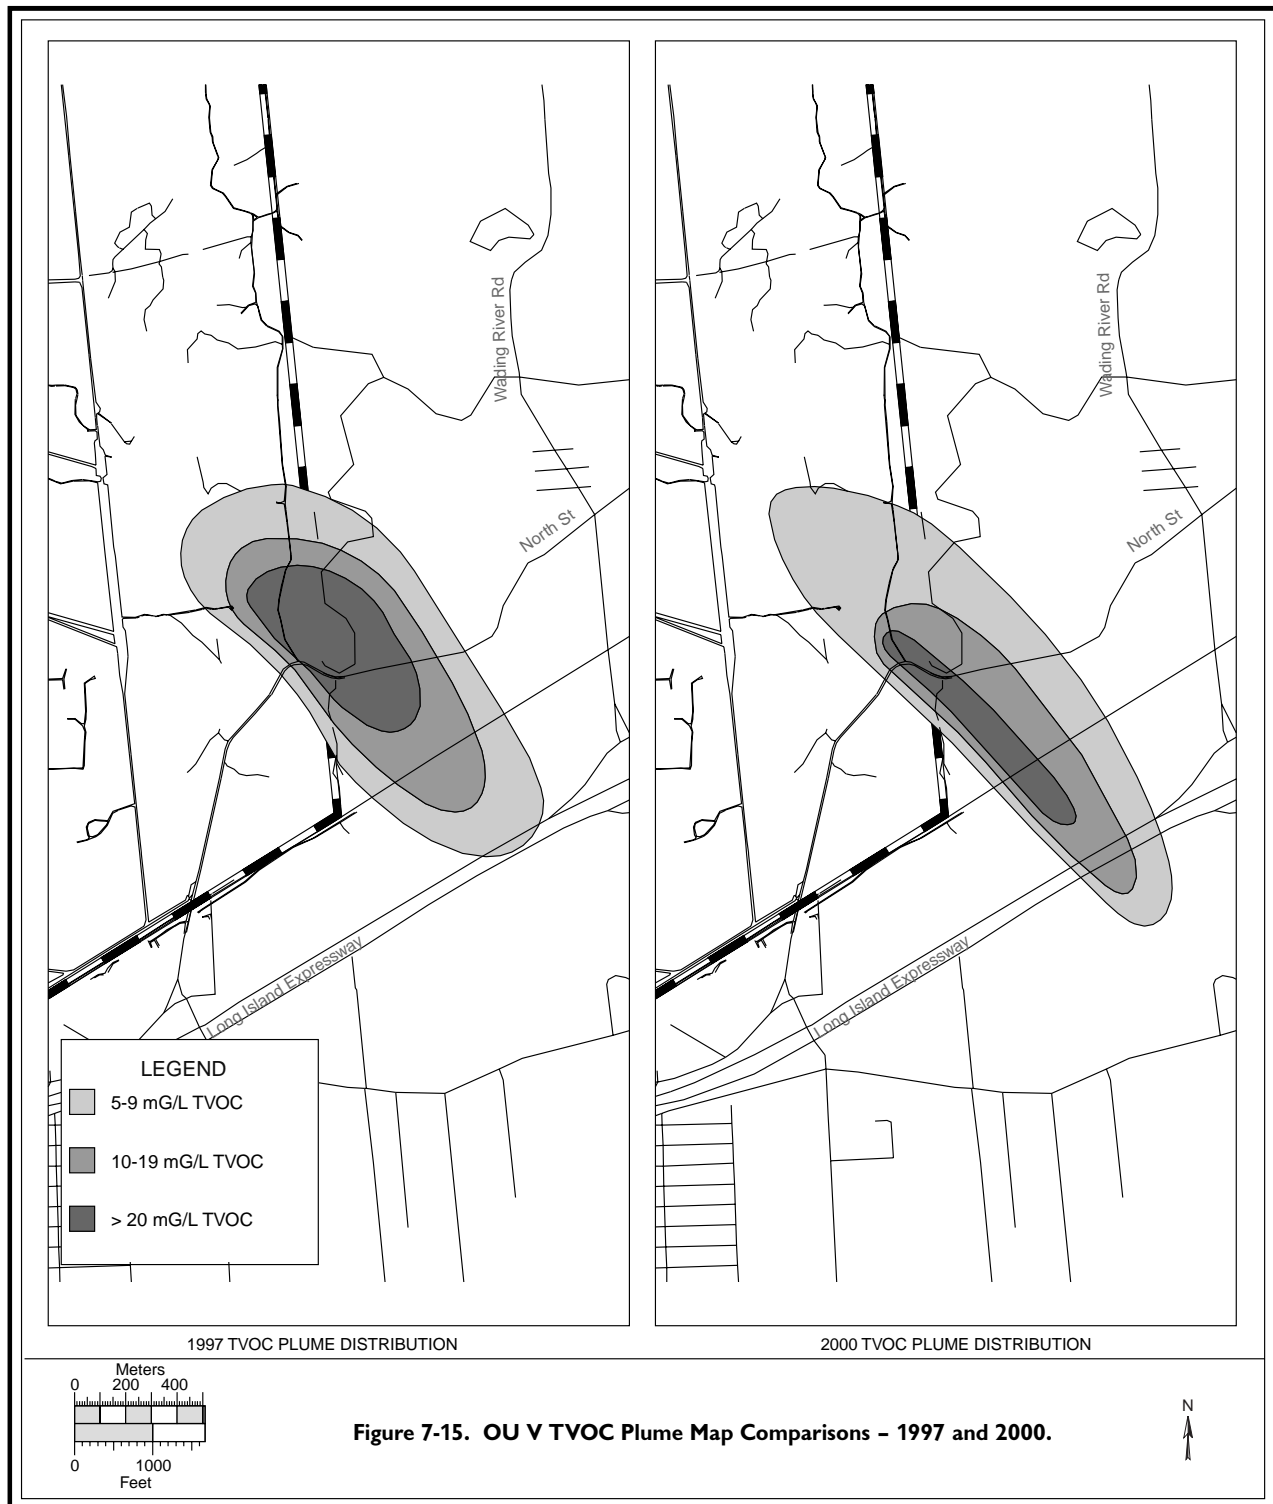 Wading River Rd
North St
Long Island Expressway
LEGEND
5-9 mG/L TVOC
10-19 mG/L TVOC
> 20 mG/L TVOC
1997 TVOC PLUME DISTRIBUTION
Wading River Rd
North St
Long Island Expressway
2000 TVOC PLUME DISTRIBUTION
Meters
0 200 400
0 1000
Feet
Figure 7-15. OU V TVOC Plume Map Comparisons – 1997 and 2000.
N